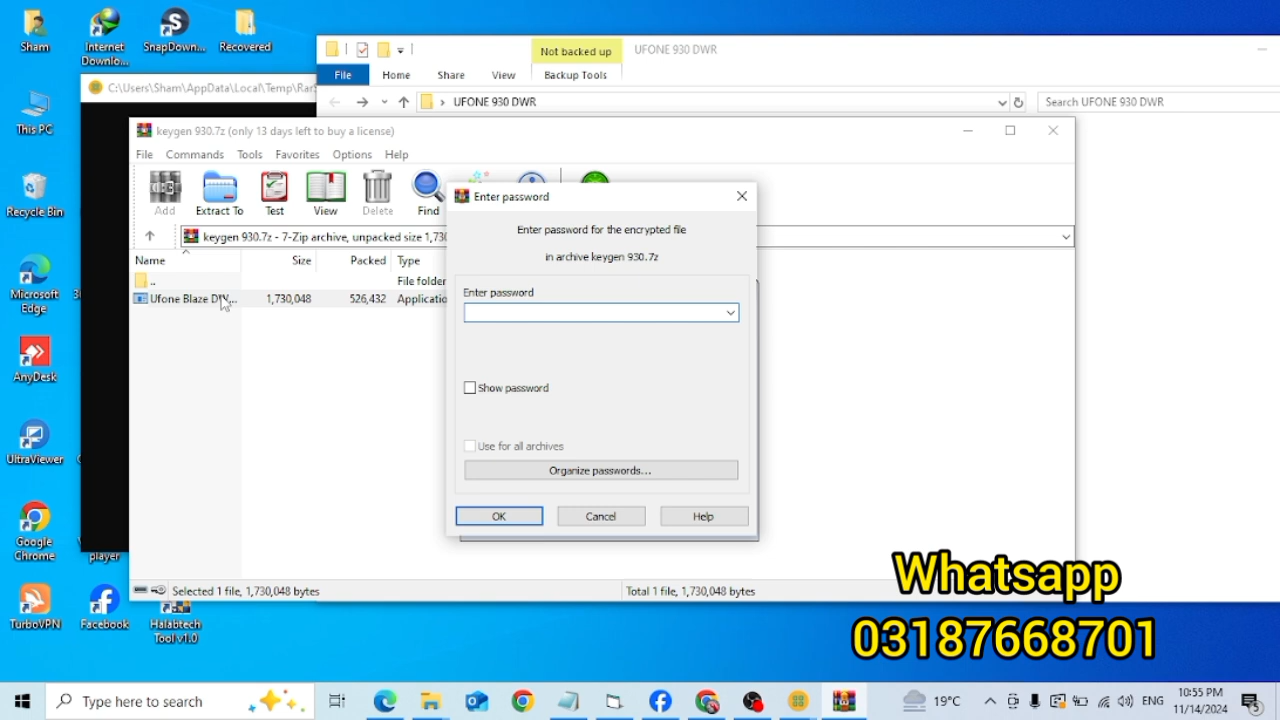 Sham
Internet
Downlo...
SnapDown...
Recovered
This PC
Recycle Bin
Microsoft
Edge
AnyDesk
UltraViewer
Google
Chrome
player
TurboVPN
Facebook
Halabtech
Tool v1.0
Not backed up
UFONE 930 DWR
File
Home
Share
View
Backup Tools
UFONE 930 DWR
Search UFONE 930 DWR
C:\Users\Sham\AppData\Local\Temp\Rar
keygen 930.7z (only 13 days left to buy a license)
File
Commands
Tools
Favorites
Options
Help
Add
Extract To
Test
View
Delete
Find
keygen 930.7z - 7-Zip archive, unpacked size 1,730
Name
Size
Packed
Type
..
File folder
Ufone Blaze
1,730,048
526,432
Applicatio
Selected 1 file, 1,730,048 bytes
Total 1 file, 1,730,048 bytes
Enter password
Enter password for the encrypted file
in archive keygen 930.7z
Enter password
Show password
Use for all archives
Organize passwords...
OK
Cancel
Help
Whatsapp
03187668701
Type here to search
19°C
ENG
10:55 PM
11/14/2024
5